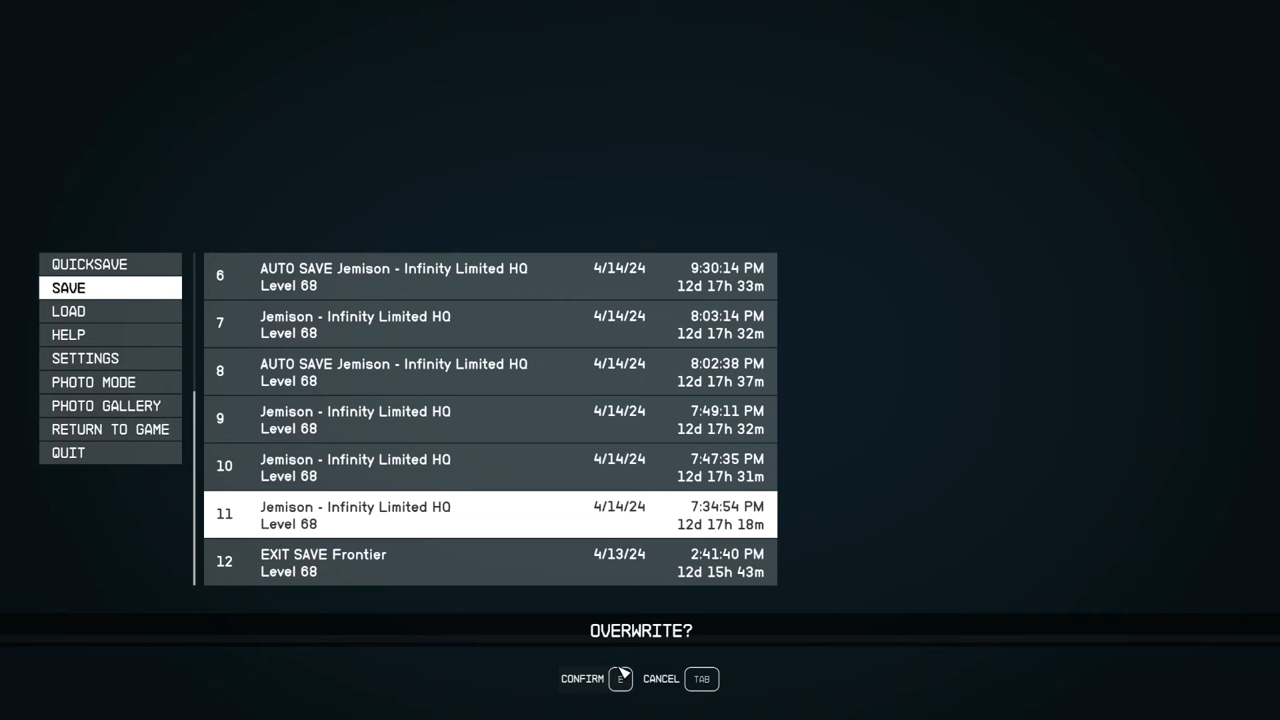 QUICKSAVE
SAVE
LOAD
HELP
SETTINGS
PHOTO MODE
PHOTO GALLERY
RETURN TO GAME
QUIT
6 AUTO SAVE Jemison - Infinity Limited HQ 4/14/24 9:30:14 PM
Level 68 12d 17h 33m
7 Jemison - Infinity Limited HQ 4/14/24 8:03:14 PM
Level 68 12d 17h 32m
8 AUTO SAVE Jemison - Infinity Limited HQ 4/14/24 8:02:38 PM
Level 68 12d 17h 37m
9 Jemison - Infinity Limited HQ 4/14/24 7:49:11 PM
Level 68 12d 17h 32m
10 Jemison - Infinity Limited HQ 4/14/24 7:47:35 PM
Level 68 12d 17h 31m
11 Jemison - Infinity Limited HQ 4/14/24 7:34:54 PM
Level 68 12d 17h 18m
12 EXIT SAVE Frontier 4/13/24 2:41:40 PM
Level 68 12d 15h 43m
OVERWRITE?
CONFIRM E CANCEL TAB